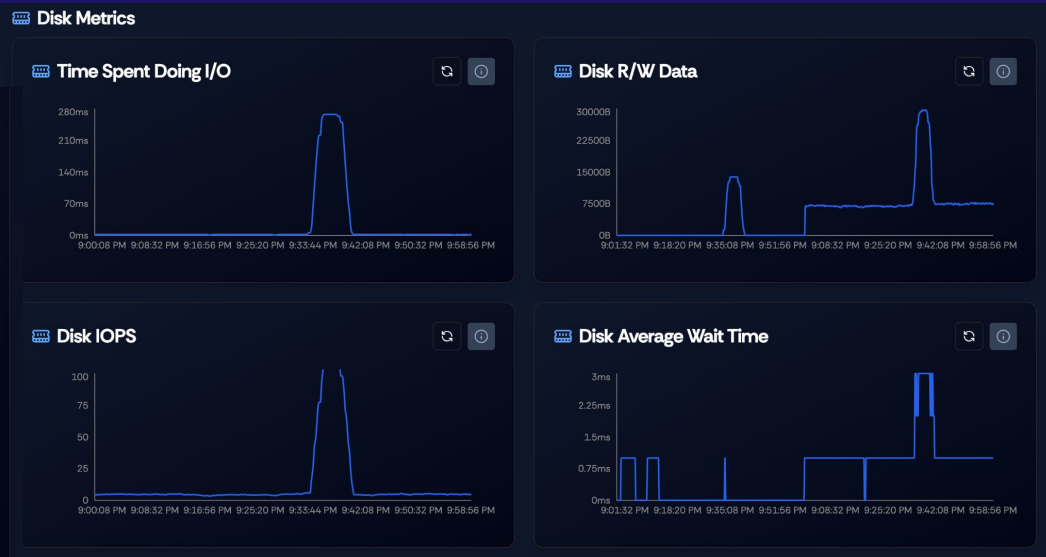 Disk Metrics
Time Spent Doing I/O
280ms
210ms
140ms
70ms
0ms
9:00:08 PM 9:08:32 PM 9:16:56 PM 9:25:20 PM 9:33:44 PM 9:42:08 PM 9:50:32 PM 9:58:56 PM
Disk R/W Data
30000B
22500B
15000B
7500B
0B
9:01:32 PM 9:18:20 PM 9:35:08 PM 9:51:56 PM 9:08:32 PM 9:25:20 PM 9:42:08 PM 9:58:56 PM
Disk IOPS
100
75
50
25
0
9:00:08 PM 9:08:32 PM 9:16:56 PM 9:25:20 PM 9:33:44 PM 9:42:08 PM 9:50:32 PM 9:58:56 PM
Disk Average Wait Time
3ms
2.25ms
1.5ms
0.75ms
0ms
9:01:32 PM 9:18:20 PM 9:35:08 PM 9:51:56 PM 9:08:32 PM 9:25:20 PM 9:42:08 PM 9:58:56 PM